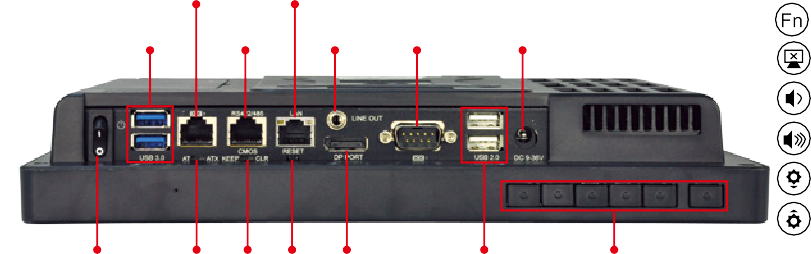 Fn
RS422/485
LAN
LINE OUT
USB 3.0
AT
ATX
CMOS
KEEP
CLR
RESET
DP PORT
USB 2.0
DC 9-36V